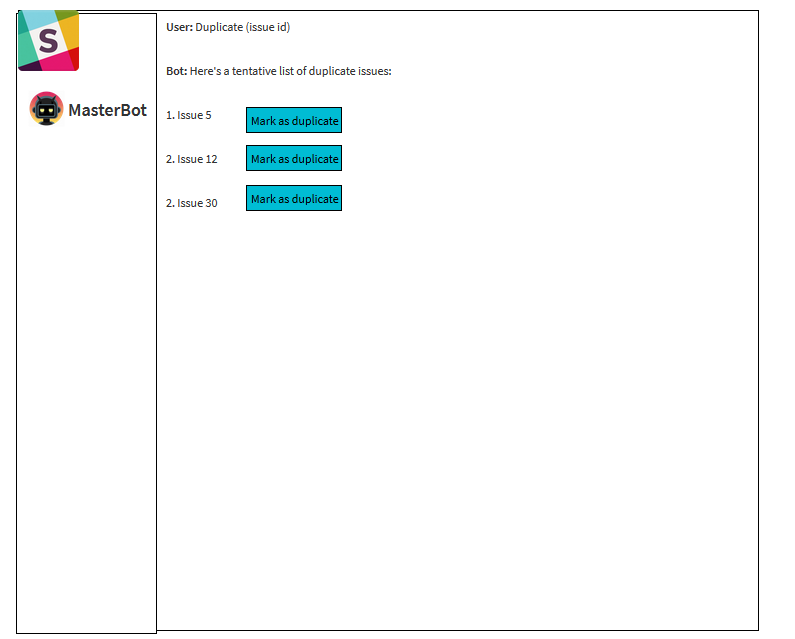 S
MasterBot
User: Duplicate (issue id)
Bot: Here's a tentative list of duplicate issues:
1. Issue 5 Mark as duplicate
2. Issue 12 Mark as duplicate
2. Issue 30 Mark as duplicate